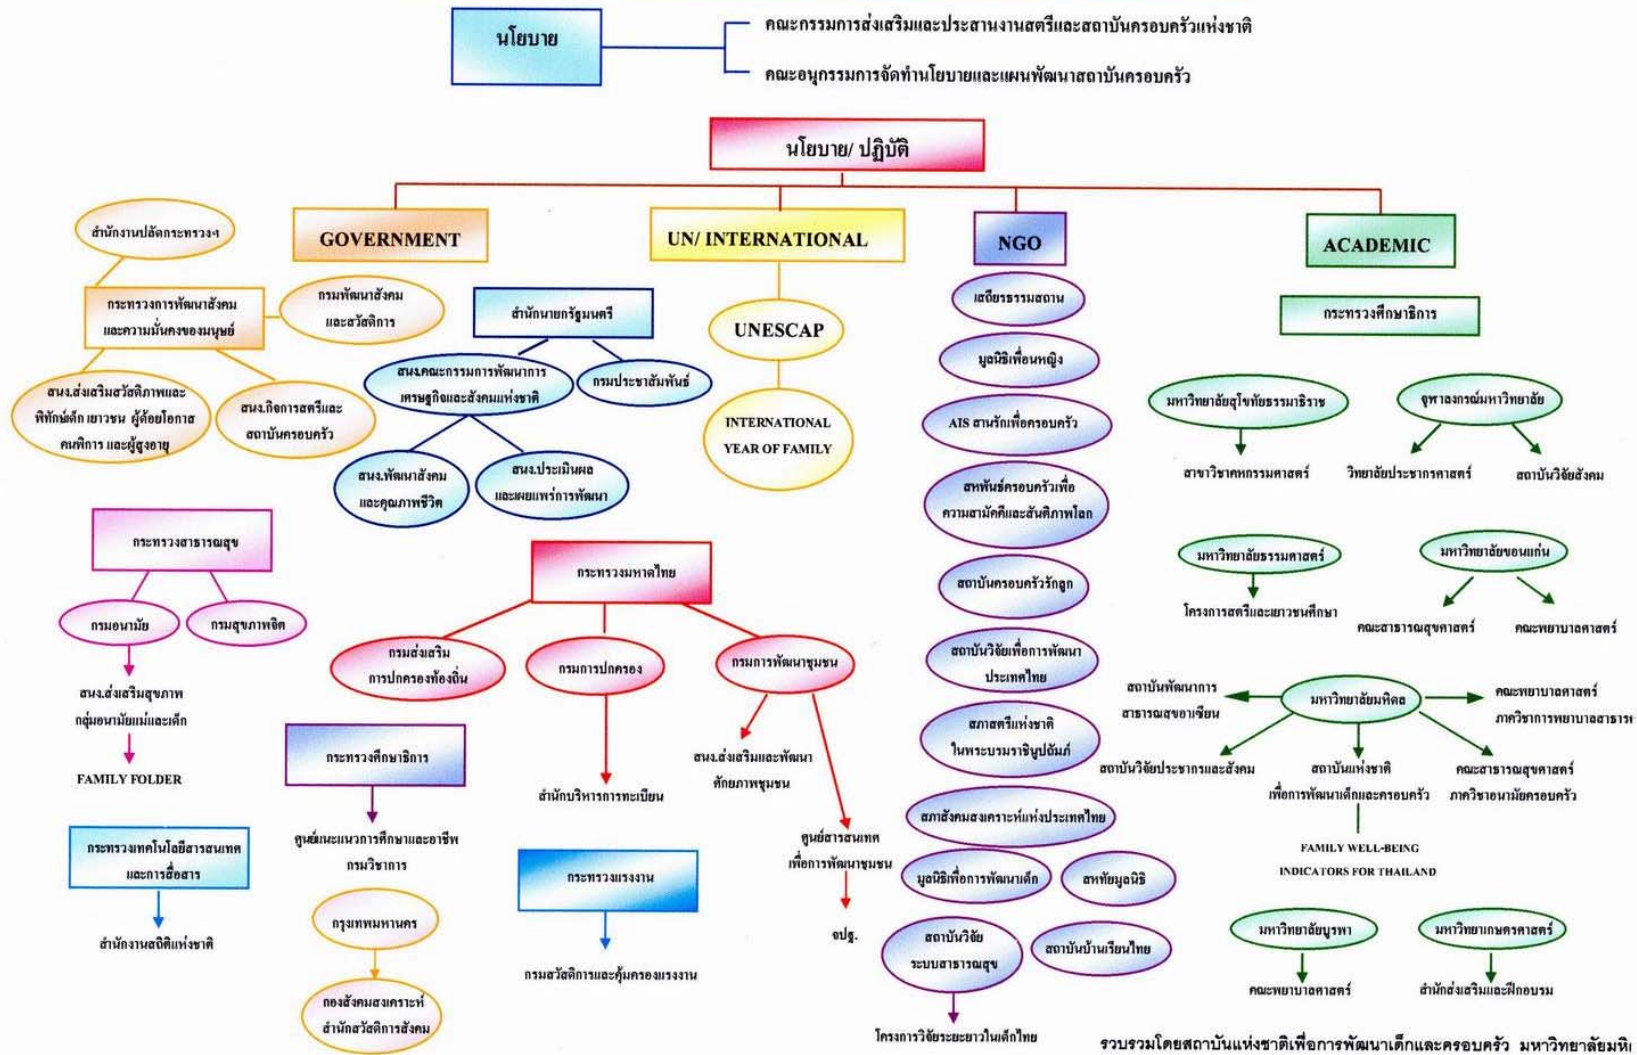 นโยบาย
คณะกรรมการส่งเสริมและประสานงานสตรีและสถาบันครอบครัวแห่งชาติ
คณะอนุกรรมการจัดทำนโยบายและแผนพัฒนาสถาบันครอบครัว
นโยบาย/ ปฏิบัติ
GOVERNMENT
UN/ INTERNATIONAL
NGO
ACADEMIC
สำนักงานปลัดกระทรวงฯ
กระทรวงการพัฒนาสังคม
และความมั่นคงของมนุษย์
กรมพัฒนาสังคม
และสวัสดิการ
สนง.ส่งเสริมสวัสดิภาพและ
พิทักษ์เด็ก เยาวชน ผู้ด้อยโอกาส
คนพิการ และผู้สูงอายุ
สนง.กิจการสตรีและ
สถาบันครอบครัว
สำนักนายกรัฐมนตรี
สนง.คณะกรรมการพัฒนาการ
เศรษฐกิจและสังคมแห่งชาติ
กรมประชาสัมพันธ์
สนง.พัฒนาสังคม
และคุณภาพชีวิต
สนง.ประเมินผล
และเผยแพร่การพัฒนา
UNESCAP
INTERNATIONAL
YEAR OF FAMILY
กระทรวงสาธารณสุข
กรมอนามัย
กรมสุขภาพจิต
สนง.ส่งเสริมสุขภาพ
กลุ่มอนามัยแม่และเด็ก
FAMILY FOLDER
กระทรวงมหาดไทย
กรมส่งเสริม
การปกครองท้องถิ่น
กรมการปกครอง
กรมการพัฒนาชุมชน
สนง.ส่งเสริมและพัฒนา
ศักยภาพชุมชน
สำนักบริหารการทะเบียน
ศูนย์สารสนเทศ
เพื่อการพัฒนาชุมชน
จปฐ.
กระทรวงศึกษาธิการ
ศูนย์แนะแนวการศึกษาและอาชีพ
กรมวิชาการ
กระทรวงเทคโนโลยีสารสนเทศ
และการสื่อสาร
สำนักงานสถิติแห่งชาติ
กรุงเทพมหานคร
กองสังคมสงเคราะห์
สำนักสวัสดิการสังคม
กระทรวงแรงงาน
กรมสวัสดิการและคุ้มครองแรงงาน
เสถียรธรรมสถาน
มูลนิธิเพื่อนหญิง
AIS สานรักเพื่อครอบครัว
สหพันธ์ครอบครัวเพื่อ
ความสามัคคีและสันติภาพโลก
สถาบันครอบครัวรักลูก
สถาบันวิจัยเพื่อการพัฒนา
ประเทศไทย
สภาสตรีแห่งชาติ
ในพระบรมราชินูปถัมภ์
สภาสังคมสงเคราะห์แห่งประเทศไทย
มูลนิธิเพื่อการพัฒนาเด็ก
สหทัยมูลนิธิ
สถาบันวิจัย
ระบบสาธารณสุข
สถาบันบ้านเรียนไทย
โครงการวิจัยระยะยาวในเด็กไทย
กระทรวงศึกษาธิการ
มหาวิทยาลัยสุโขทัยธรรมาธิราช
สาขาวิชาคหกรรมศาสตร์
จุฬาลงกรณ์มหาวิทยาลัย
วิทยาลัยประชากรศาสตร์
สถาบันวิจัยสังคม
มหาวิทยาลัยธรรมศาสตร์
โครงการสตรีและเยาวชนศึกษา
มหาวิทยาลัยขอนแก่น
คณะสาธารณสุขศาสตร์
คณะพยาบาลศาสตร์
มหาวิทยาลัยมหิดล
สถาบันพัฒนาการ
สาธารณสุขอาเซียน
คณะพยาบาลศาสตร์
ภาควิชาการพยาบาลสาธาร
สถาบันวิจัยประชากรและสังคม
สถาบันแห่งชาติ
เพื่อการพัฒนาเด็กและครอบครัว
คณะสาธารณสุขศาสตร์
ภาควิชาอนามัยครอบครัว
FAMILY WELL-BEING
INDICATORS FOR THAILAND
มหาวิทยาลัยบูรพา
คณะพยาบาลศาสตร์
มหาวิทยาเกษตรศาสตร์
สำนักส่งเสริมและฝึกอบรม
รวบรวมโดยสถาบันแห่งชาติเพื่อการพัฒนาเด็กและครอบครัว มหาวิทยาลัยมหิ